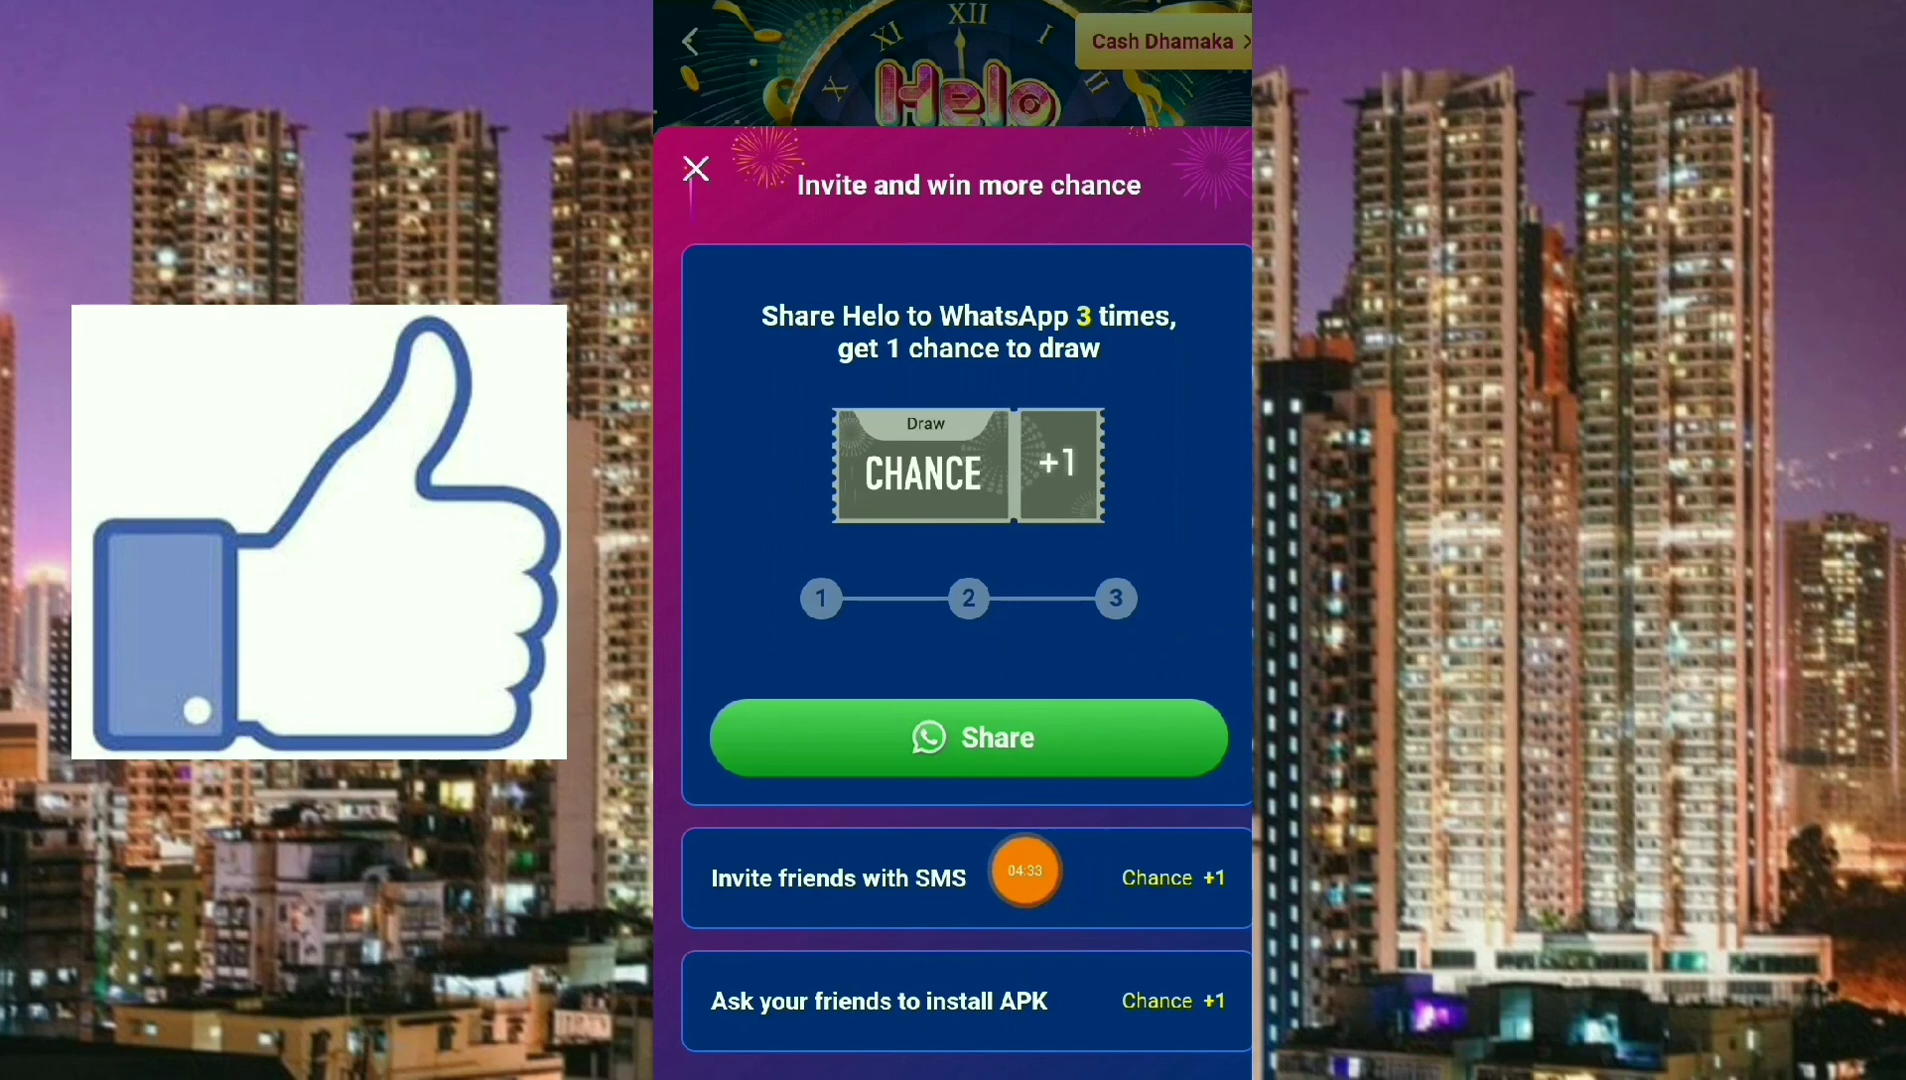 XII
XI
I
X
II
Cash Dhamaka
Helo
Invite and win more chance
Share Helo to WhatsApp 3 times,
get 1 chance to draw
Draw
CHANCE
+1
1
2
3
Share
Invite friends with SMS
04:33
Chance +1
Ask your friends to install APK
Chance +1